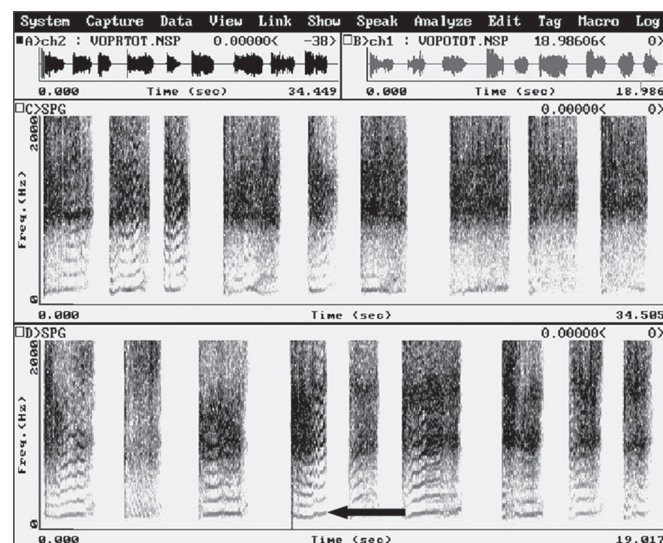 System Capture Data View Link Show Speak Analyze Edit Tag Macro Log
A>ch2 : VOPRTOT.NSP 0.00000< -38>
0.000 Time (sec) 34.449
B>ch1 : VOPOTOT.NSP 18.98606< 0>
0.000 Time (sec) 18.986
C>SPG 0.00000< 0>
2000
Freq.(Hz)
0
0.000 Time (sec) 34.505
D>SPG 0.00000< 0>
2000
Freq.(Hz)
0
0.000 Time (sec) 19.017